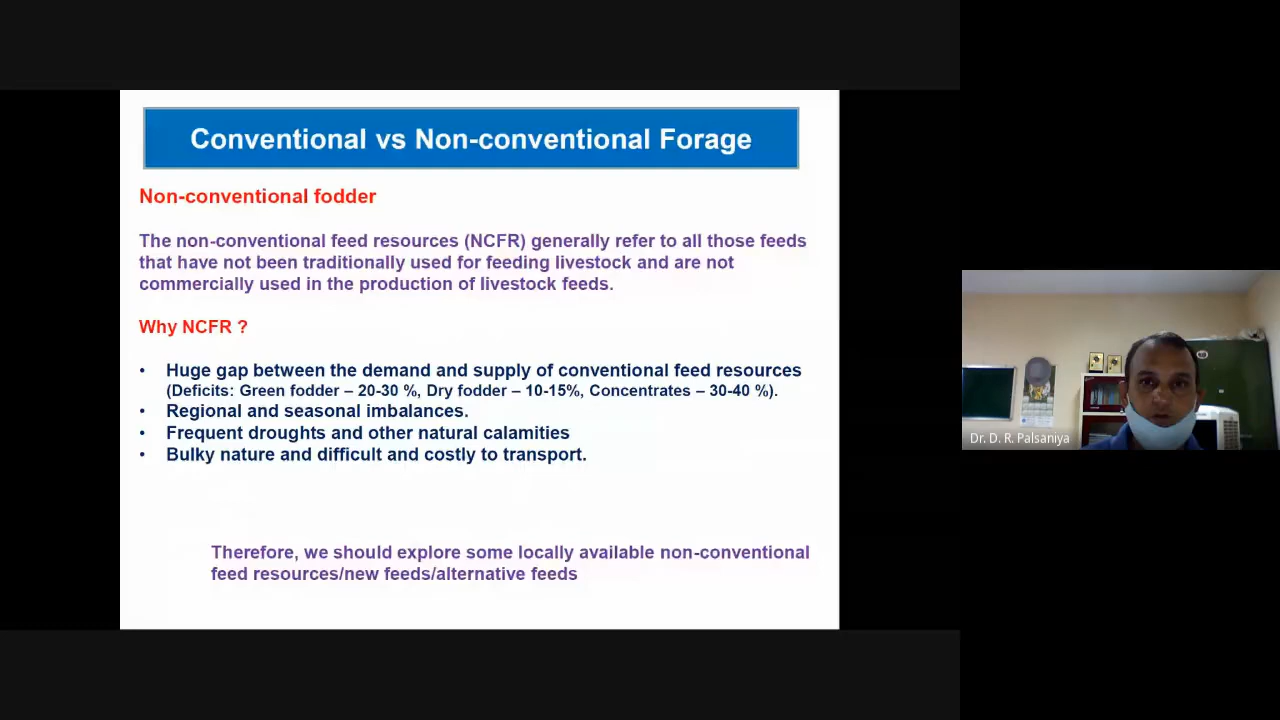 Conventional vs Non-conventional Forage
Non-conventional fodder
The non-conventional feed resources (NCFR) generally refer to all those feeds
that have not been traditionally used for feeding livestock and are not
commercially used in the production of livestock feeds.
Why NCFR ?
• Huge gap between the demand and supply of conventional feed resources
(Deficits: Green fodder – 20-30 %, Dry fodder – 10-15%, Concentrates – 30-40 %).
• Regional and seasonal imbalances.
• Frequent droughts and other natural calamities
• Bulky nature and difficult and costly to transport.
Therefore, we should explore some locally available non-conventional
feed resources/new feeds/alternative feeds
Dr. D. R. Palsaniya